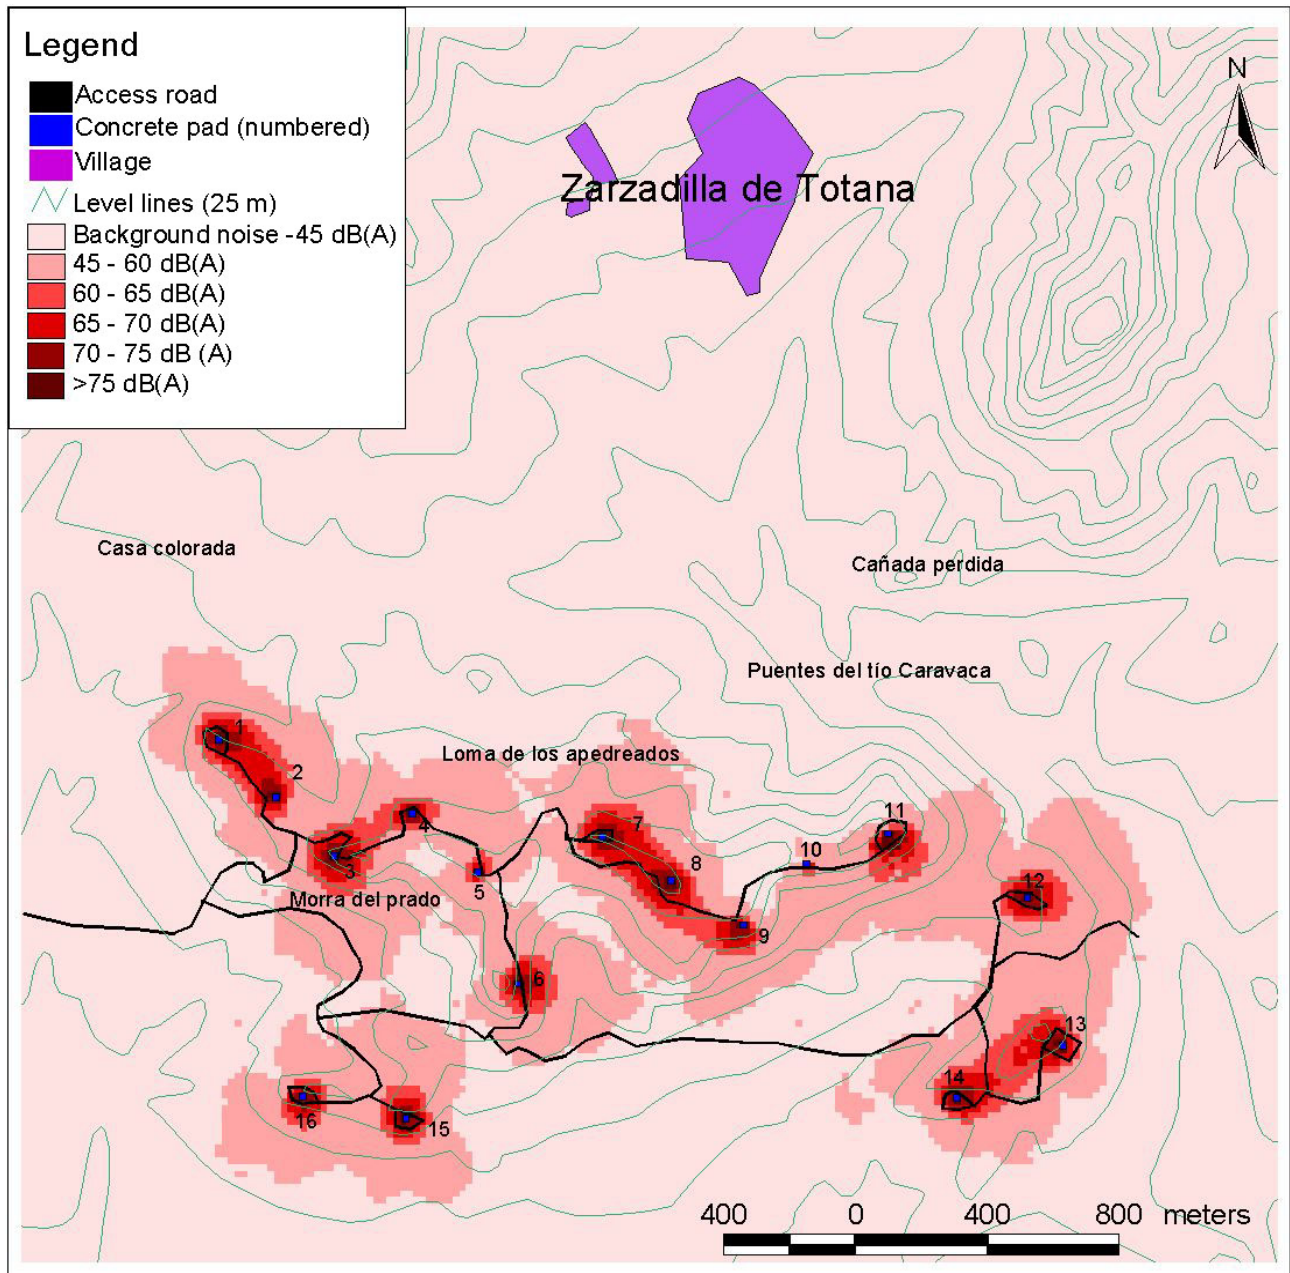 Legend
Access road
Concrete pad (numbered)
Village
Level lines (25 m)
Background noise -45 dB(A)
45 - 60 dB(A)
60 - 65 dB(A)
65 - 70 dB(A)
70 - 75 dB (A)
>75 dB(A)
N
Zarzadilla de Totana
Casa colorada
Cañada perdida
Puentes del tío Caravaca
Loma de los apedreados
Morra del prado
1
2
3
4
5
6
7
8
9
10
11
12
13
14
15
16
400 0 400 800 meters